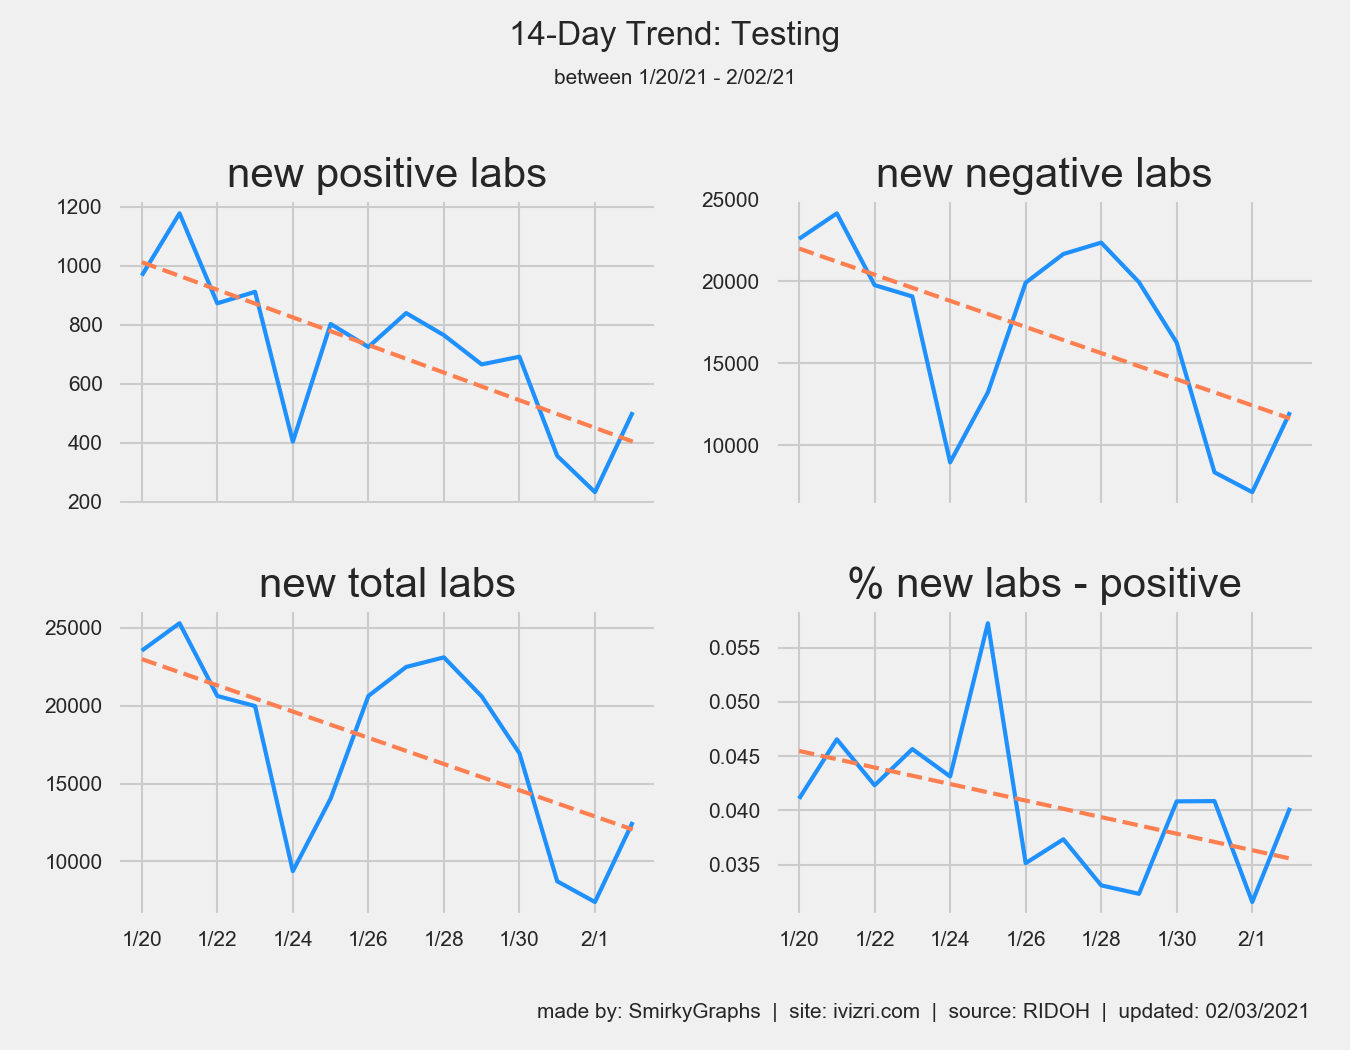 14-Day Trend: Testing
between 1/20/21 - 2/02/21
new positive labs
1200
1000
800
600
400
200
new negative labs
25000
20000
15000
10000
new total labs
25000
20000
15000
10000
1/20 1/22 1/24 1/26 1/28 1/30 2/1
% new labs - positive
0.055
0.050
0.045
0.040
0.035
1/20 1/22 1/24 1/26 1/28 1/30 2/1
made by: SmirkyGraphs | site: ivizri.com | source: RIDOH | updated: 02/03/2021